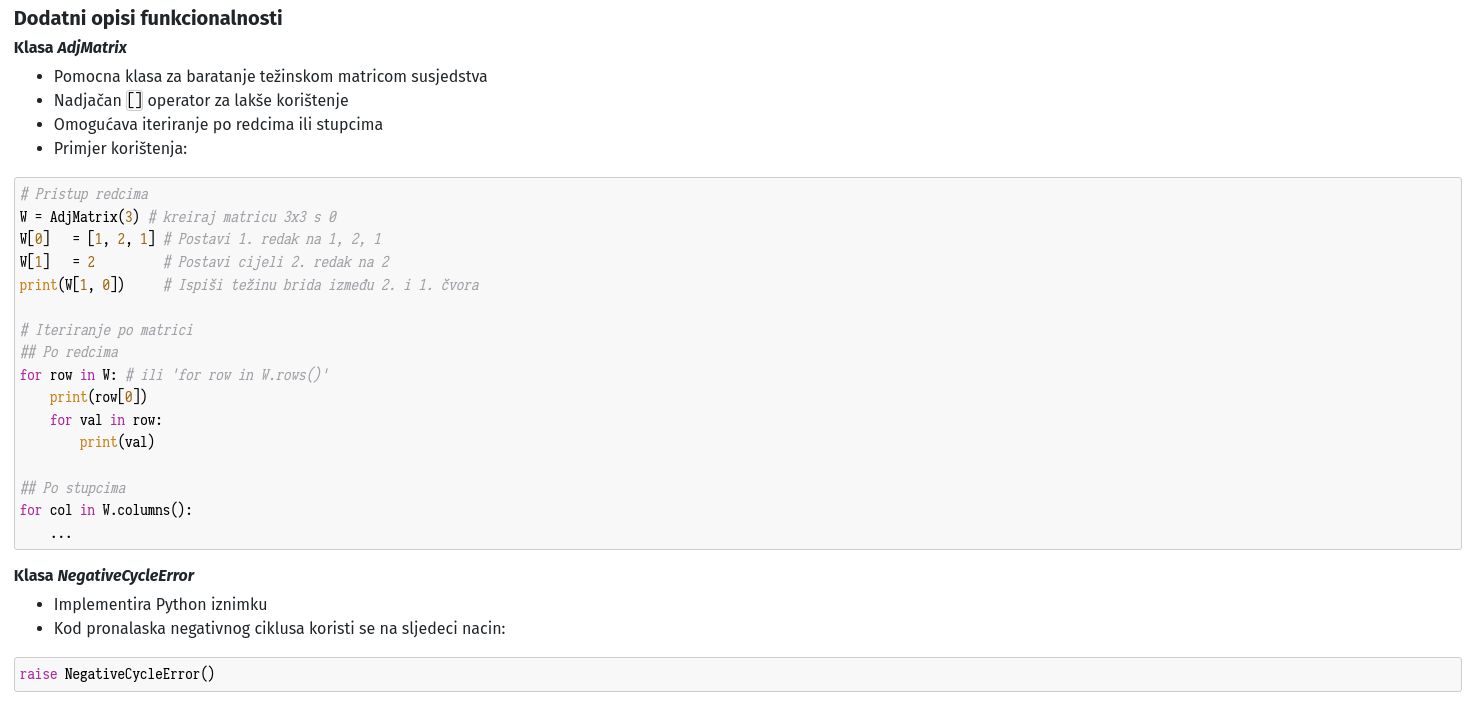 Dodatni opisi funkcionalnosti
Klasa AdjMatrix
• Pomocna klasa za baratanje težinskom matricom susjedstva
• Nadjačan [] operator za lakše korištenje
• Omogućava iteriranje po redcima ili stupcima
• Primjer korištenja:
# Pristup redcima
W = AdjMatrix(3) # kreiraj matricu 3x3 s 0
W[0]   = [1, 2, 1] # Postavi 1. redak na 1, 2, 1
W[1]   = 2         # Postavi cijeli 2. redak na 2
print(W[1, 0])     # Ispiši težinu brida između 2. i 1. čvora
# Iteriranje po matrici
## Po redcima
for row in W: # ili 'for row in W.rows()'
    print(row[0])
    for val in row:
        print(val)
## Po stupcima
for col in W.columns():
    ...
Klasa NegativeCycleError
• Implementira Python iznimku
• Kod pronalaska negativnog ciklusa koristi se na sljedeci nacin:
raise NegativeCycleError()